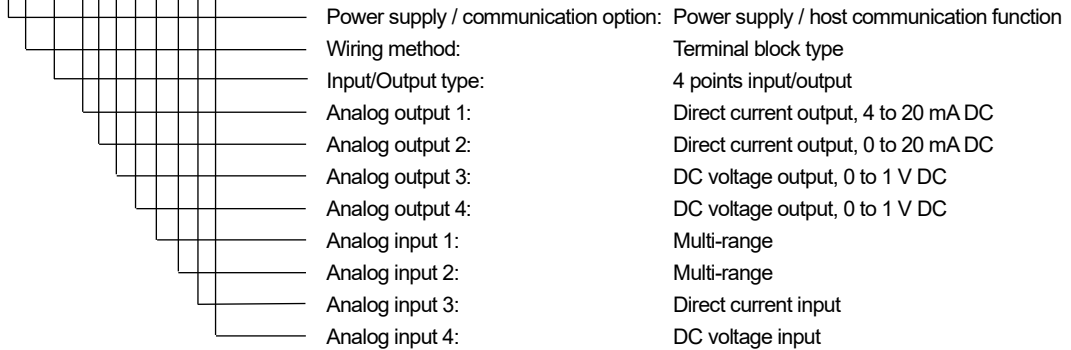 Power supply / communication option: Power supply / host communication function
Wiring method: Terminal block type
Input/Output type: 4 points input/output
Analog output 1: Direct current output, 4 to 20 mA DC
Analog output 2: Direct current output, 0 to 20 mA DC
Analog output 3: DC voltage output, 0 to 1 V DC
Analog output 4: DC voltage output, 0 to 1 V DC
Analog input 1: Multi-range
Analog input 2: Multi-range
Analog input 3: Direct current input
Analog input 4: DC voltage input